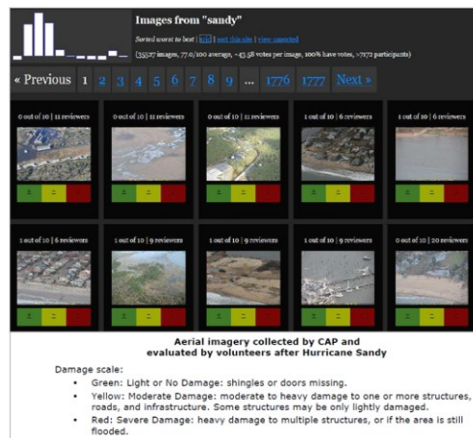 Images from "sandy"
Sorted worst to best |
(35527 images, 77.0/100 average, ~43.58 votes per image, 100% have votes, >7172 participants)
« Previous 1 2 3 4 5 6 7 8 9 ... 1776 1777 Next »
0 out of 10 | 11 reviewers 0 out of 10 | 11 reviewers 0 out of 10 | 11 reviewers 1 out of 10 | 6 reviewers 1 out of 10 | 6 reviewers
1 out of 10 | 6 reviewers 1 out of 10 | 9 reviewers 1 out of 10 | 9 reviewers 1 out of 10 | 9 reviewers 0 out of 10 | 20 reviewers
Aerial imagery collected by CAP and
evaluated by volunteers after Hurricane Sandy
Damage scale:
• Green: Light or No Damage: shingles or doors missing.
• Yellow: Moderate Damage: moderate to heavy damage to one or more structures,
roads, and infrastructure. Some structures may be only lightly damaged.
• Red: Severe Damage: heavy damage to multiple structures, or if the area is still
flooded.